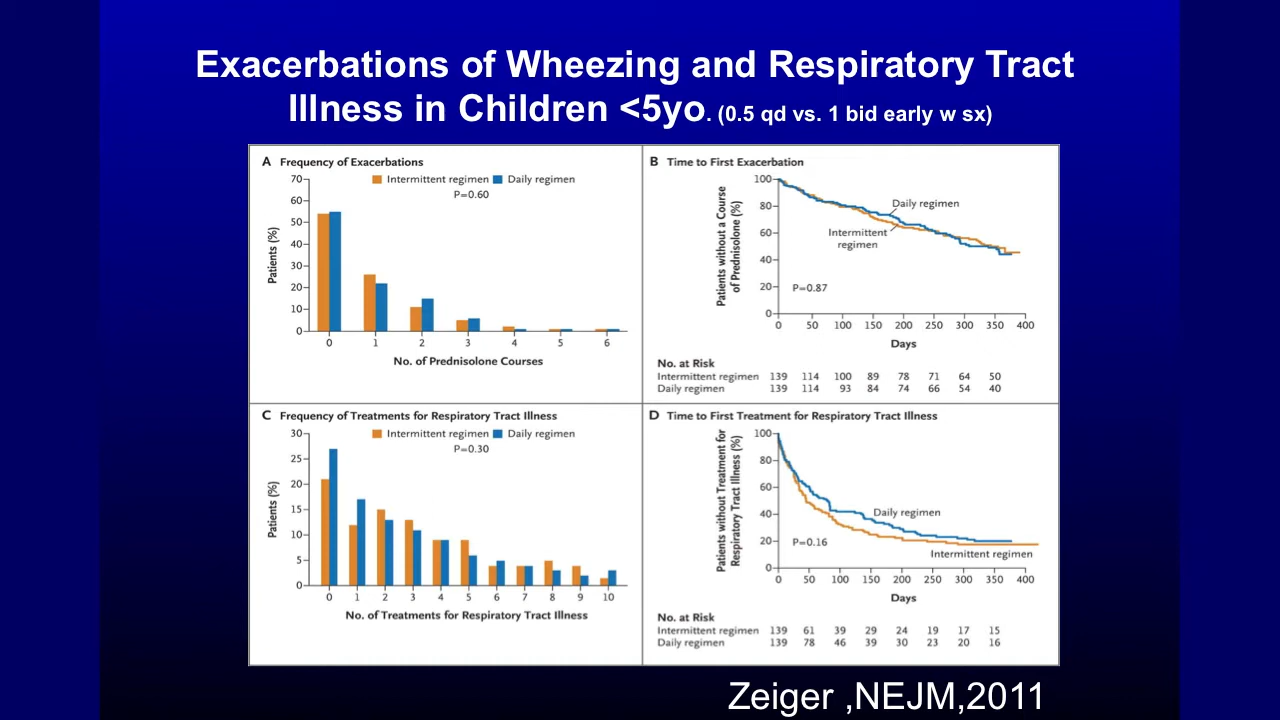 Exacerbations of Wheezing and Respiratory Tract
Illness in Children <5yo. (0.5 qd vs. 1 bid early w sx)
A Frequency of Exacerbations
Intermittent regimen Daily regimen
P=0.60
70
60
50
40
30
20
10
0
Patients (%)
0 1 2 3 4 5 6
No. of Prednisolone Courses
B Time to First Exacerbation
100
80
60
40
20
0
Patients without a Course
of Prednisolone (%)
Daily regimen
Intermittent
regimen
P=0.87
0 50 100 150 200 250 300 350 400
Days
No. at Risk
Intermittent regimen 139 114 100 89 78 71 64 50
Daily regimen 139 114 93 84 74 66 54 40
C Frequency of Treatments for Respiratory Tract Illness
Intermittent regimen Daily regimen
P=0.30
30
25
20
15
10
5
0
Patients (%)
0 1 2 3 4 5 6 7 8 9 10
No. of Treatments for Respiratory Tract Illness
D Time to First Treatment for Respiratory Tract Illness
100
80
60
40
20
0
Patients without Treatment for
Respiratory Tract Illness (%)
Daily regimen
P=0.16
Intermittent regimen
0 50 100 150 200 250 300 350 400
Days
No. at Risk
Intermittent regimen 139 61 39 29 24 19 17 15
Daily regimen 139 78 46 39 30 23 20 16
Zeiger ,NEJM,2011